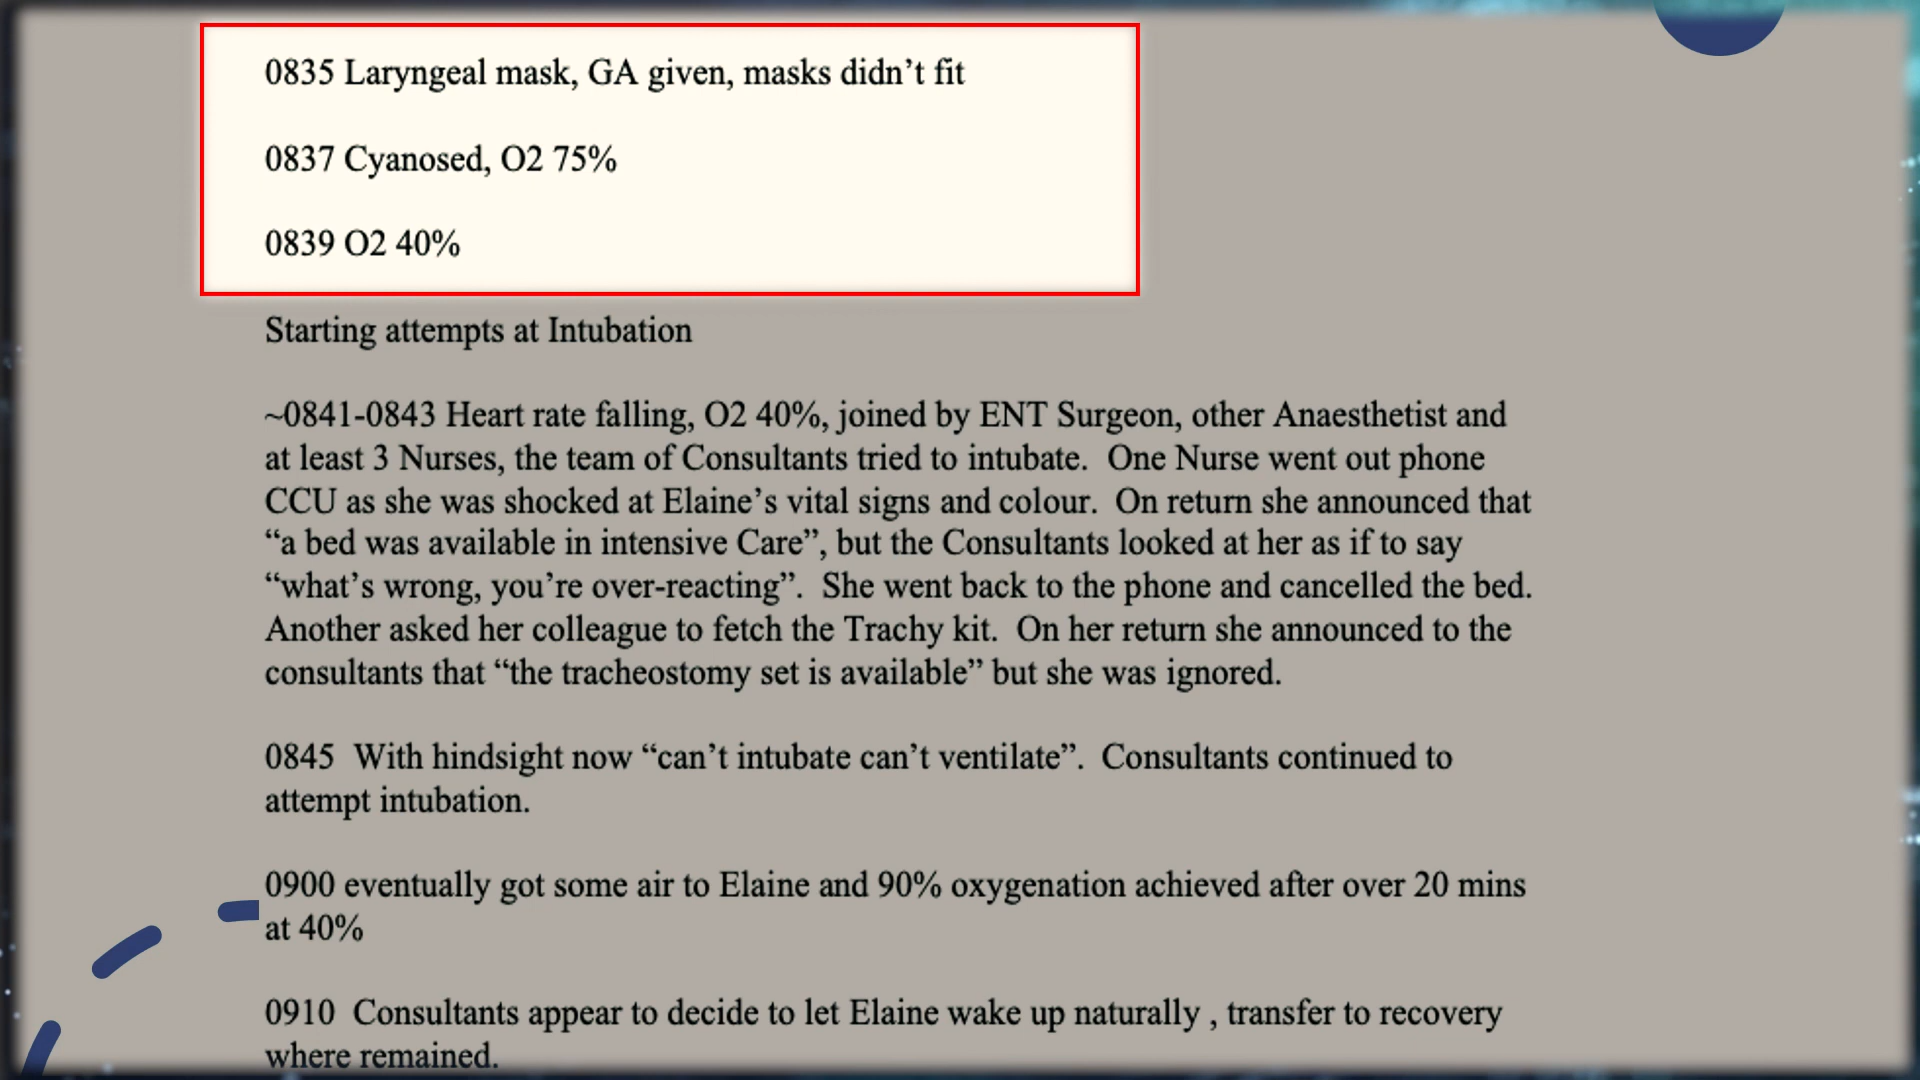 0835 Laryngeal mask, GA given, masks didn’t fit
0837 Cyanosed, O2 75%
0839 O2 40%
Starting attempts at Intubation
~0841-0843 Heart rate falling, O2 40%, joined by ENT Surgeon, other Anaesthetist and
at least 3 Nurses, the team of Consultants tried to intubate.  One Nurse went out phone
CCU as she was shocked at Elaine’s vital signs and colour.  On return she announced that
“a bed was available in intensive Care”, but the Consultants looked at her as if to say
“what’s wrong, you’re over-reacting”.  She went back to the phone and cancelled the bed.
Another asked her colleague to fetch the Trachy kit.  On her return she announced to the
consultants that “the tracheostomy set is available” but she was ignored.
0845  With hindsight now “can’t intubate can’t ventilate”.  Consultants continued to
attempt intubation.
0900 eventually got some air to Elaine and 90% oxygenation achieved after over 20 mins
at 40%
0910  Consultants appear to decide to let Elaine wake up naturally , transfer to recovery
where remained.